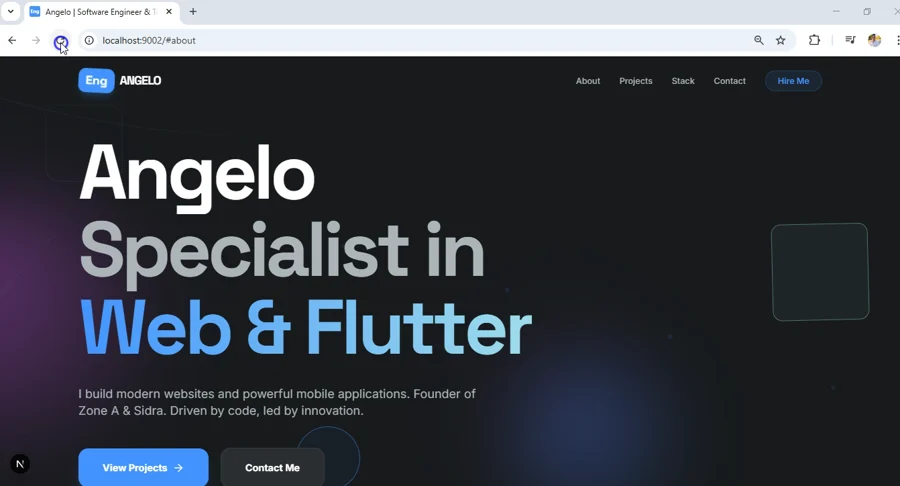 Angelo | Software Engineer & T
localhost:9002/#about
Eng ANGELO
About Projects Stack Contact Hire Me
Angelo
Specialist in
Web & Flutter
I build modern websites and powerful mobile applications. Founder of
Zone A & Sidra. Driven by code, led by innovation.
View Projects → Contact Me
N